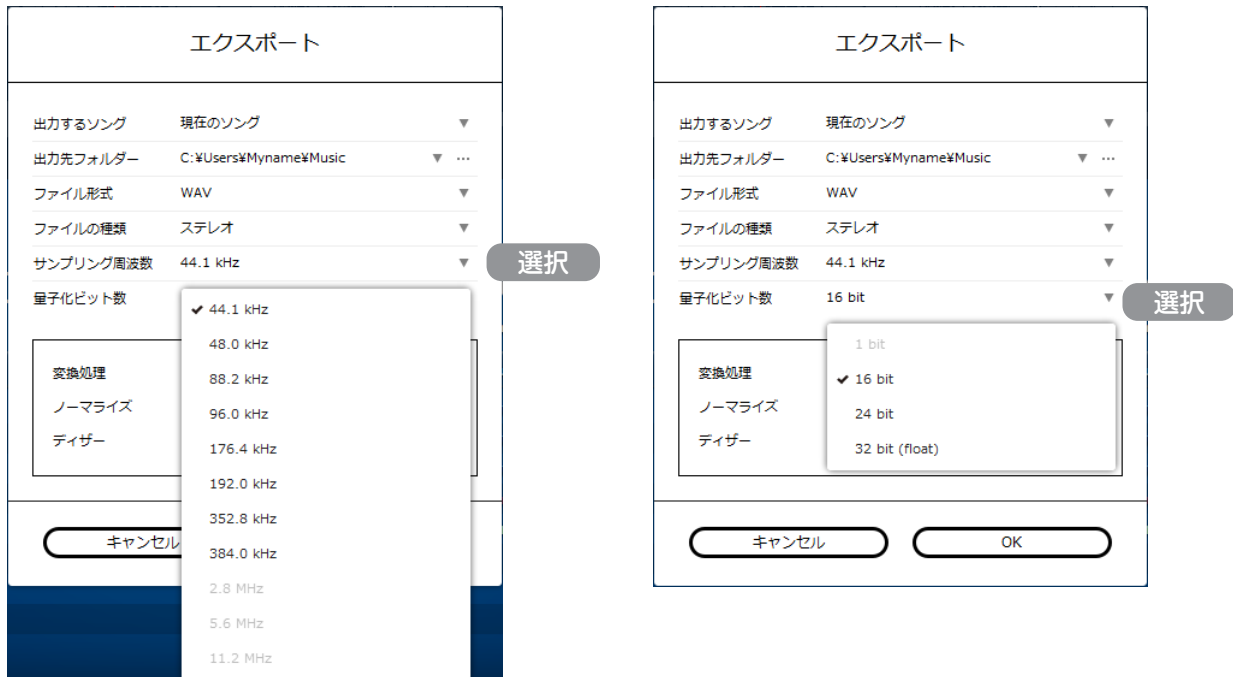 エクスポート
出力するソング 現在のソング ▼
出力先フォルダー C:¥Users¥Myname¥Music ▼ ...
ファイル形式 WAV ▼
ファイルの種類 ステレオ ▼
サンプリング周波数 44.1 kHz ▼ 選択
量子化ビット数
✔ 44.1 kHz
48.0 kHz
88.2 kHz
96.0 kHz
176.4 kHz
192.0 kHz
352.8 kHz
384.0 kHz
2.8 MHz
5.6 MHz
11.2 MHz
変換処理
ノーマライズ
ディザー
キャンセル
エクスポート
出力するソング 現在のソング ▼
出力先フォルダー C:¥Users¥Myname¥Music ▼ ...
ファイル形式 WAV ▼
ファイルの種類 ステレオ ▼
サンプリング周波数 44.1 kHz ▼
量子化ビット数 16 bit ▼ 選択
1 bit
✔ 16 bit
24 bit
32 bit (float)
変換処理
ノーマライズ
ディザー
キャンセル OK